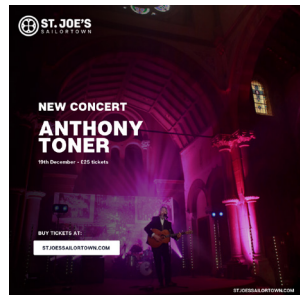 ST. JOE'S
SAILORTOWN
NEW CONCERT
ANTHONY
TONER
19th December - £25 tickets
BUY TICKETS AT:
STJOESSAILORTOWN.COM
STJOESSAILORTOWN.COM